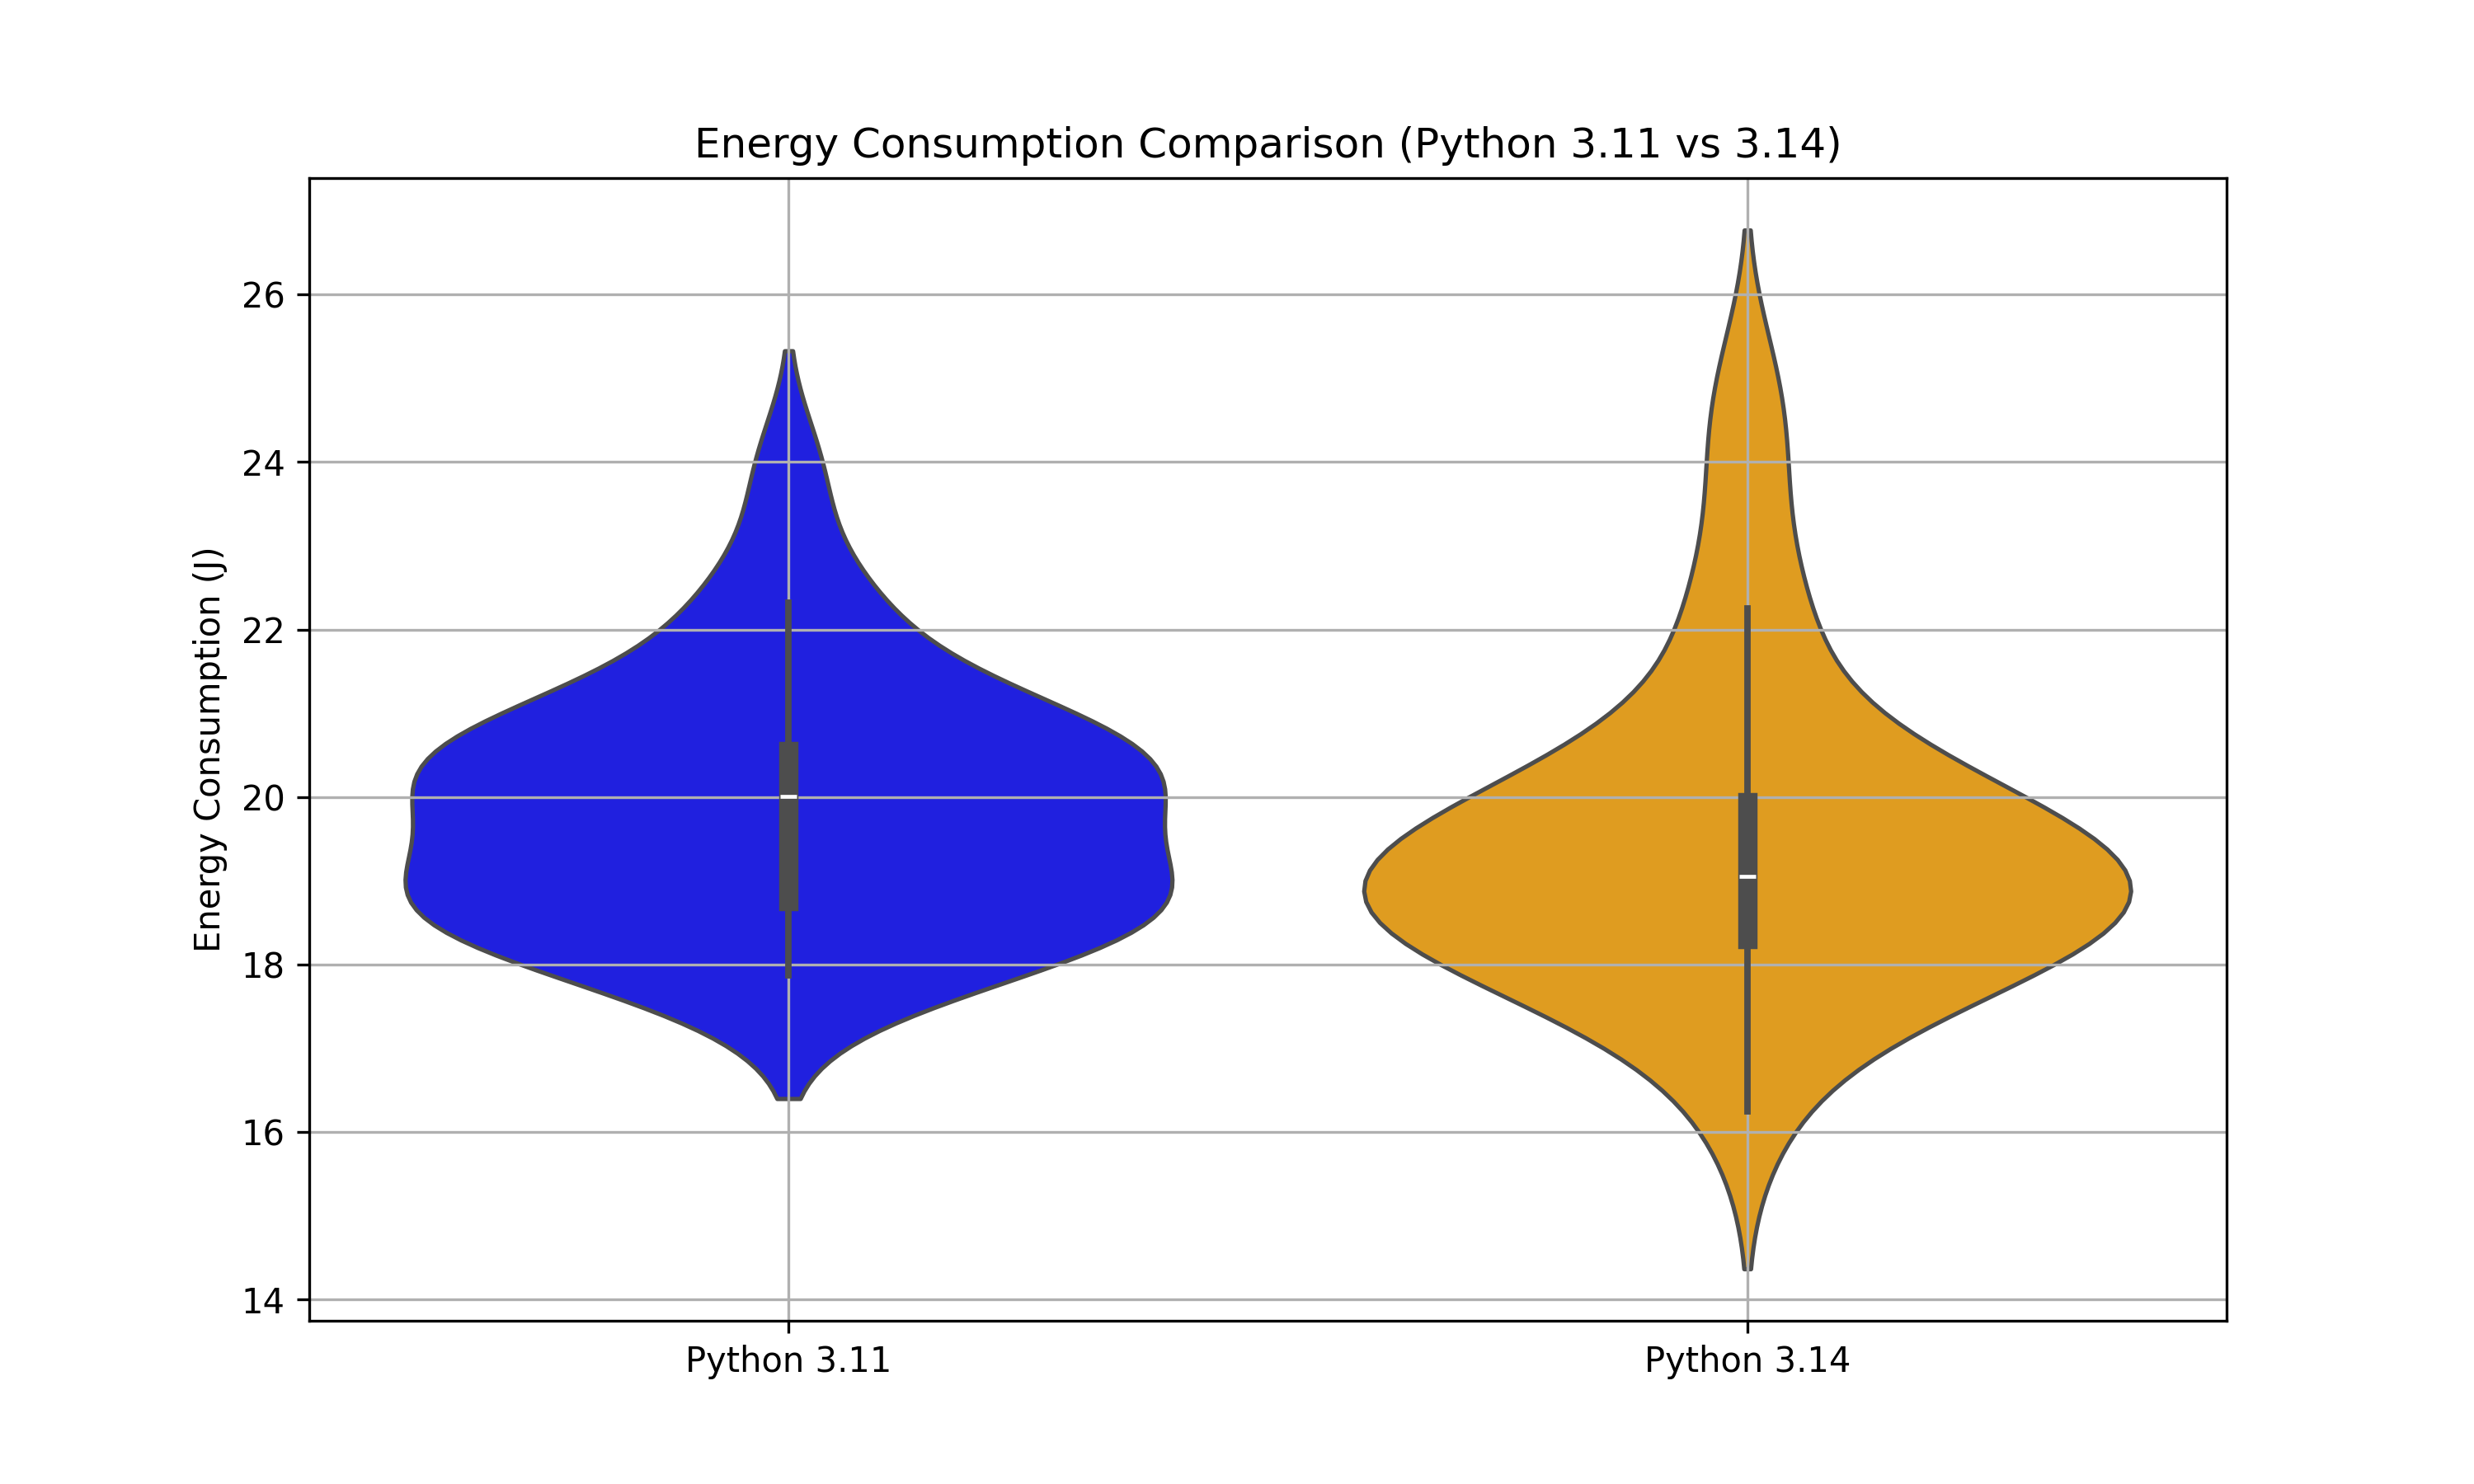 Energy Consumption Comparison (Python 3.11 vs 3.14)
Energy Consumption (J)
26
24
22
20
18
16
14
Python 3.11
Python 3.14